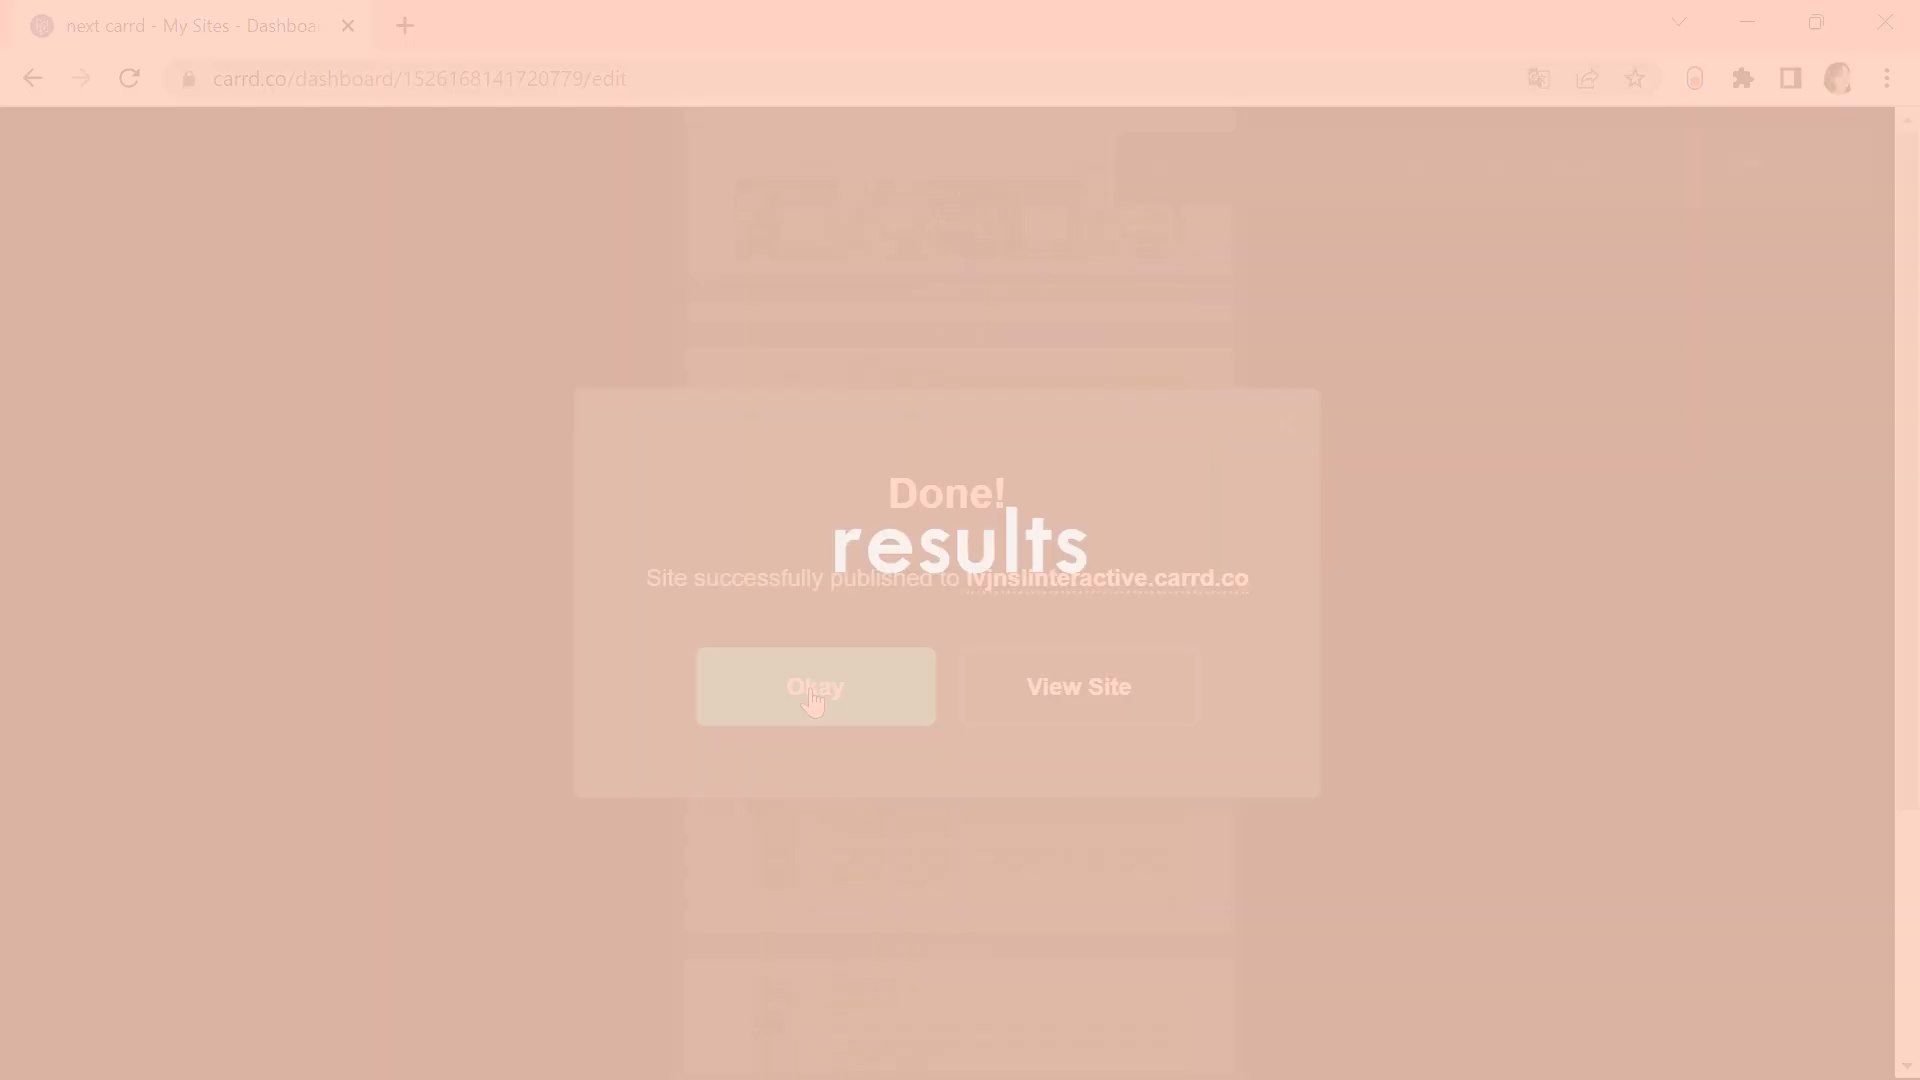 next carrd - My Sites - Dashboa
carrd.co/dashboard/1526168141720779/edit
Done!
results
Site successfully published to lvjnslinteractive.carrd.co
Okay
View Site